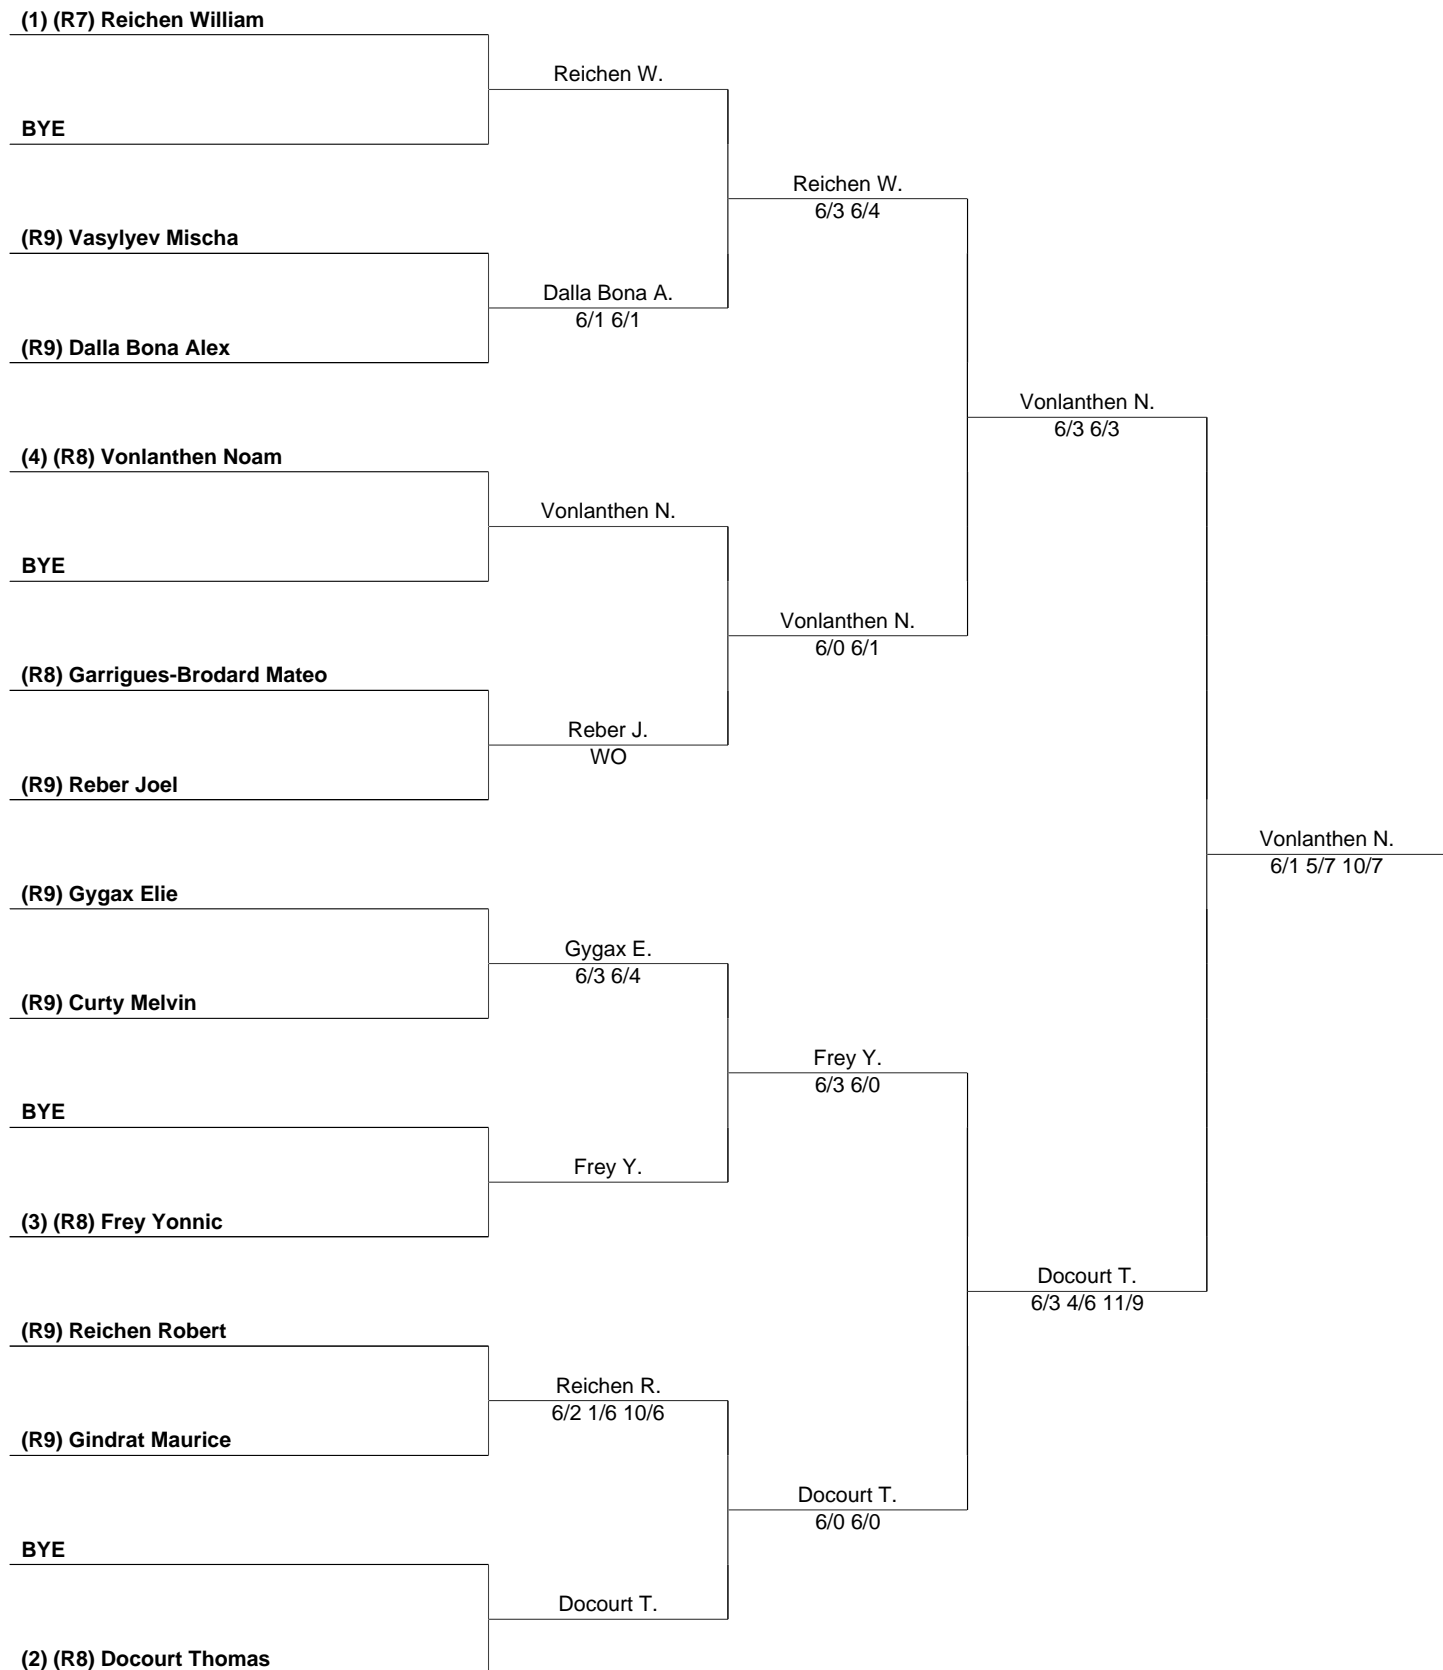 (1) (R7) Reichen William
Reichen W.
BYE
Reichen W.
6/3 6/4
(R9) Vasylyev Mischa
Dalla Bona A.
6/1 6/1
(R9) Dalla Bona Alex
Vonlanthen N.
6/3 6/3
(4) (R8) Vonlanthen Noam
Vonlanthen N.
BYE
Vonlanthen N.
6/0 6/1
(R8) Garrigues-Brodard Mateo
Reber J.
WO
(R9) Reber Joel
Vonlanthen N.
6/1 5/7 10/7
(R9) Gygax Elie
Gygax E.
6/3 6/4
(R9) Curty Melvin
Frey Y.
6/3 6/0
BYE
Frey Y.
(3) (R8) Frey Yonnic
Docourt T.
6/3 4/6 11/9
(R9) Reichen Robert
Reichen R.
6/2 1/6 10/6
(R9) Gindrat Maurice
Docourt T.
6/0 6/0
BYE
Docourt T.
(2) (R8) Docourt Thomas